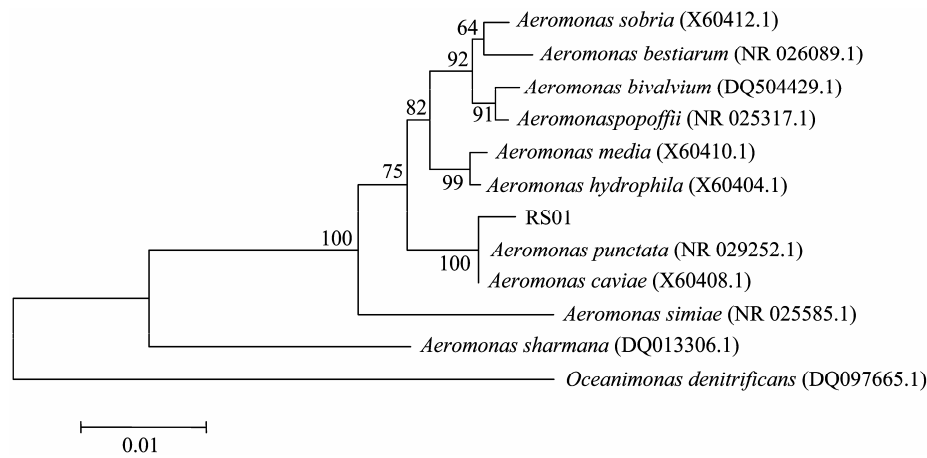 Aeromonas sobria (X60412.1)
64
Aeromonas bestiarum (NR 026089.1)
92
Aeromonas bivalvium (DQ504429.1)
91
Aeromonaspopoffii (NR 025317.1)
82
Aeromonas media (X60410.1)
99
Aeromonas hydrophila (X60404.1)
75
RS01
Aeromonas punctata (NR 029252.1)
100
Aeromonas caviae (X60408.1)
100
Aeromonas simiae (NR 025585.1)
Aeromonas sharmana (DQ013306.1)
Oceanimonas denitrificans (DQ097665.1)
0.01